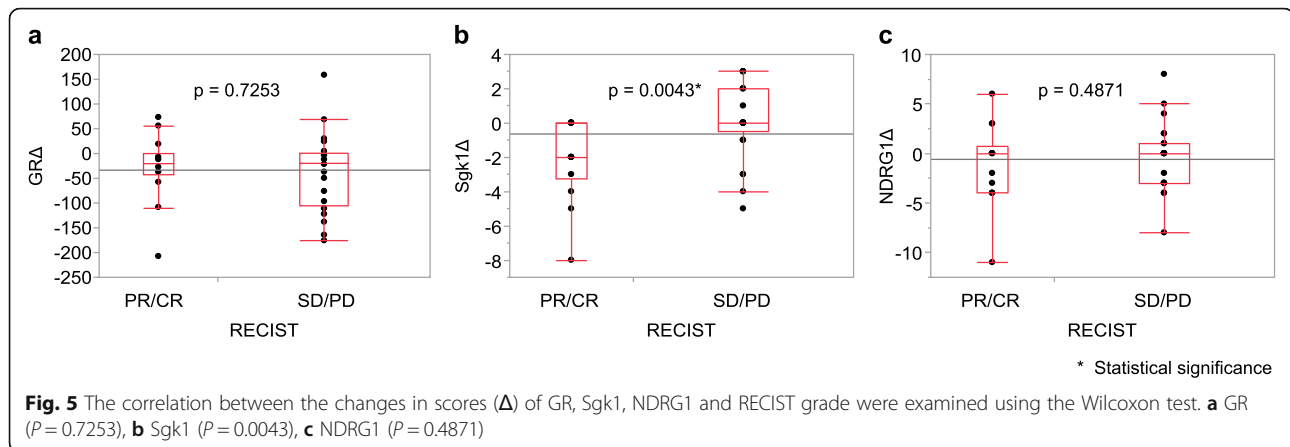 a
200
150
100
50
0
-50
-100
-150
-200
-250
GRΔ
p = 0.7253
PR/CR SD/PD
RECIST
b
4
2
0
-2
-4
-6
-8
Sgk1Δ
p = 0.0043*
PR/CR SD/PD
RECIST
c
10
5
0
-5
-10
NDRG1Δ
p = 0.4871
PR/CR SD/PD
RECIST
* Statistical significance
Fig. 5 The correlation between the changes in scores (Δ) of GR, Sgk1, NDRG1 and RECIST grade were examined using the Wilcoxon test. a GR
(P = 0.7253), b Sgk1 (P = 0.0043), c NDRG1 (P = 0.4871)